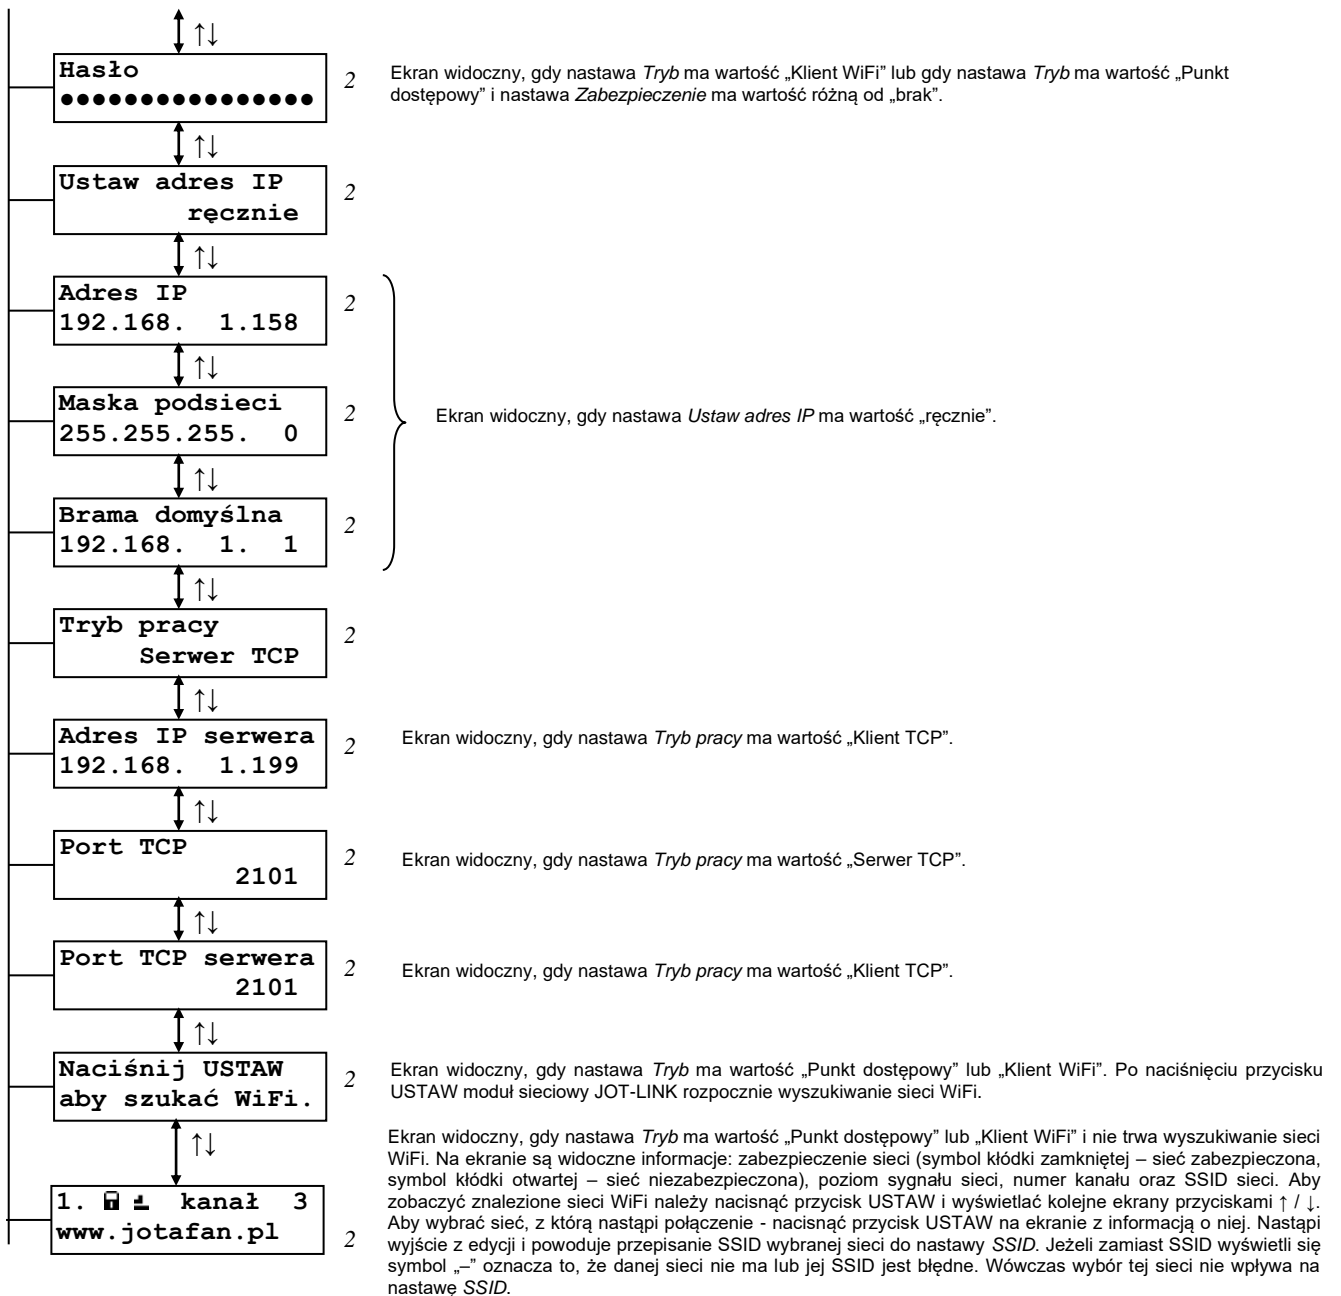 ↑↓
Hasło
●●●●●●●●●●●●●●●●
2
Ekran widoczny, gdy nastawa Tryb ma wartość „Klient WiFi” lub gdy nastawa Tryb ma wartość „Punkt
dostępowy” i nastawa Zabezpieczenie ma wartość różną od „brak”.
↑↓
Ustaw adres IP
ręcznie
2
↑↓
Adres IP
192.168. 1.158
2
↑↓
Maska podsieci
255.255.255. 0
2
Ekran widoczny, gdy nastawa Ustaw adres IP ma wartość „ręcznie”.
↑↓
Brama domyślna
192.168. 1. 1
2
↑↓
Tryb pracy
Serwer TCP
2
↑↓
Adres IP serwera
192.168. 1.199
2
Ekran widoczny, gdy nastawa Tryb pracy ma wartość „Klient TCP”.
↑↓
Port TCP
2101
2
Ekran widoczny, gdy nastawa Tryb pracy ma wartość „Serwer TCP”.
↑↓
Port TCP serwera
2101
2
Ekran widoczny, gdy nastawa Tryb pracy ma wartość „Klient TCP”.
↑↓
Naciśnij USTAW
aby szukać WiFi.
2
Ekran widoczny, gdy nastawa Tryb ma wartość „Punkt dostępowy” lub „Klient WiFi”. Po naciśnięciu przycisku
USTAW moduł sieciowy JOT-LINK rozpocznie wyszukiwanie sieci WiFi.
↑↓
1. kanał 3
www.jotafan.pl
2
Ekran widoczny, gdy nastawa Tryb ma wartość „Punkt dostępowy” lub „Klient WiFi” i nie trwa wyszukiwanie sieci
WiFi. Na ekranie są widoczne informacje: zabezpieczenie sieci (symbol kłódki zamkniętej – sieć zabezpieczona,
symbol kłódki otwartej – sieć niezabezpieczona), poziom sygnału sieci, numer kanału oraz SSID sieci. Aby
zobaczyć znalezione sieci WiFi należy nacisnąć przycisk USTAW i wyświetlać kolejne ekrany przyciskami ↑ / ↓.
Aby wybrać sieć, z którą nastąpi połączenie - nacisnąć przycisk USTAW na ekranie z informacją o niej. Nastąpi
wyjście z edycji i powoduje przepisanie SSID wybranej sieci do nastawy SSID. Jeżeli zamiast SSID wyświetli się
symbol „–” oznacza to, że danej sieci nie ma lub jej SSID jest błędne. Wówczas wybór tej sieci nie wpływa na
nastawę SSID.